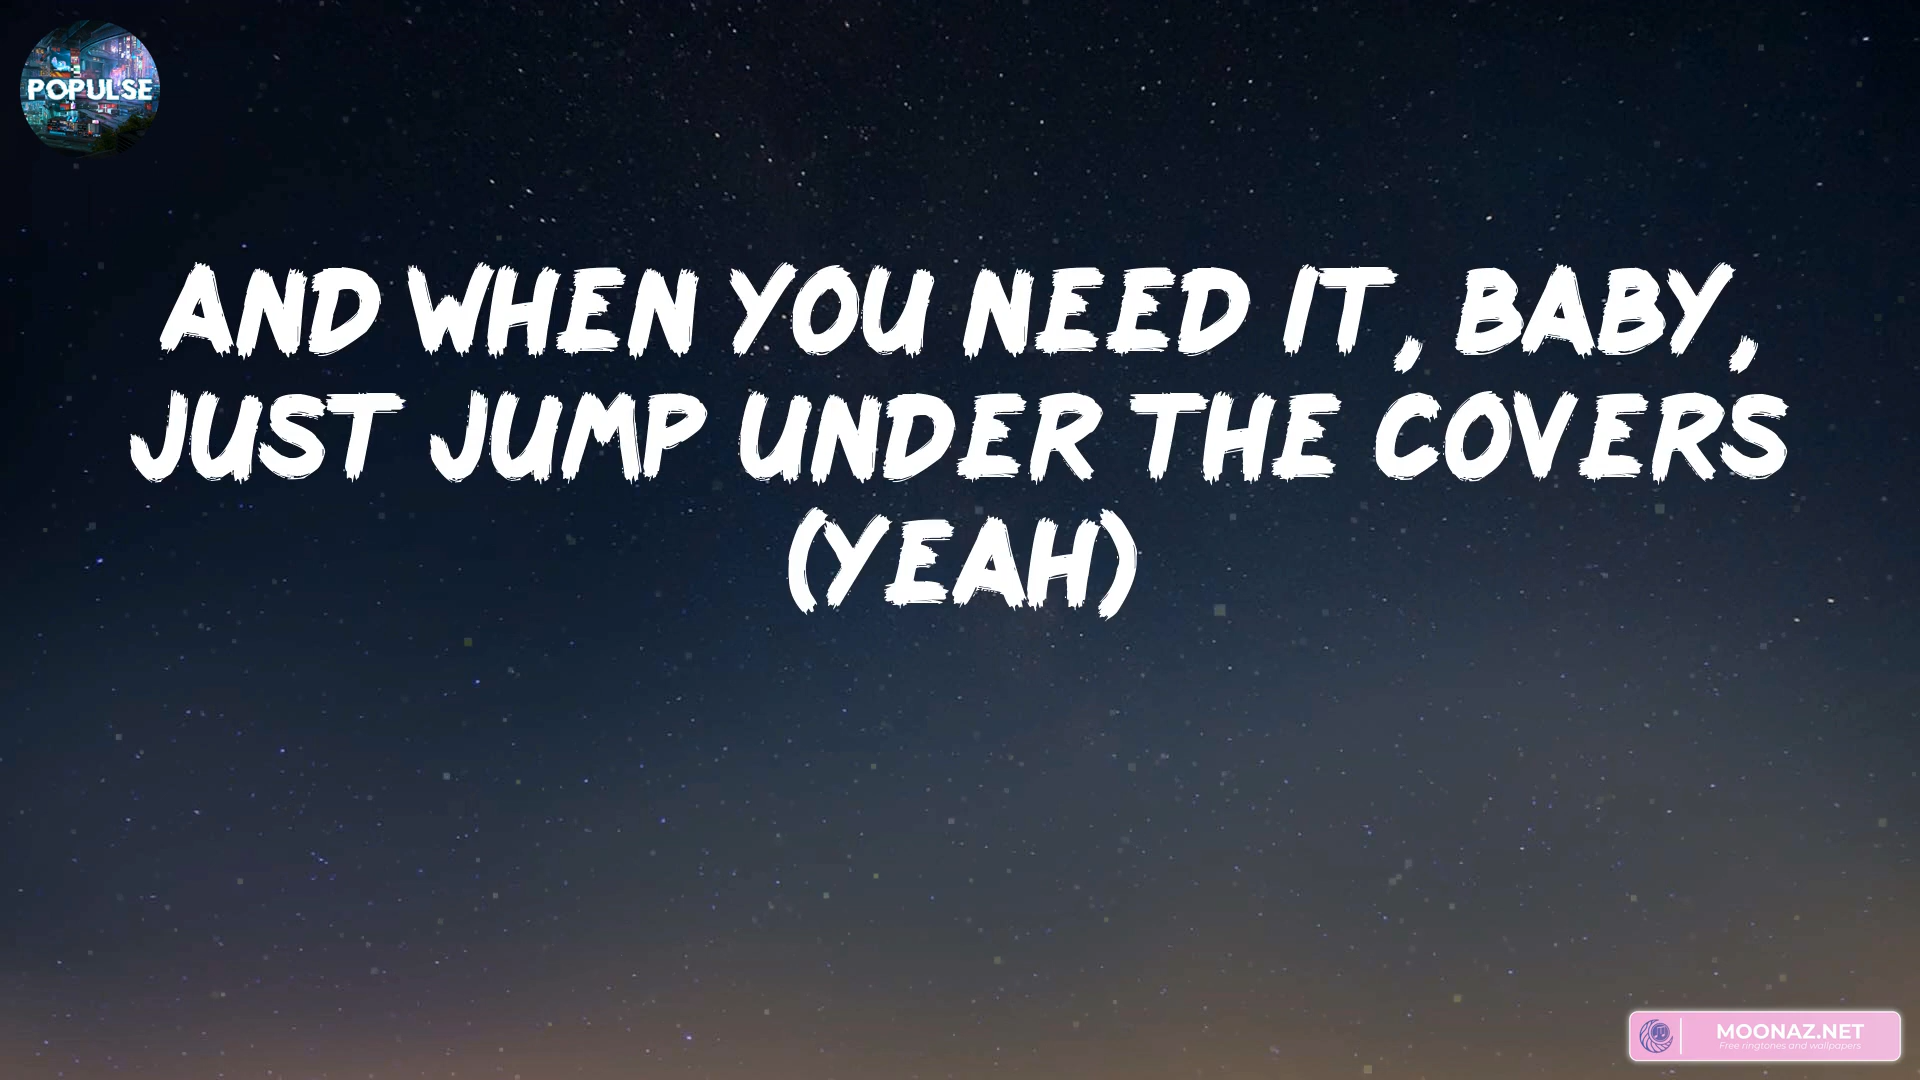 POPULSE
AND WHEN YOU NEED IT, BABY,
JUST JUMP UNDER THE COVERS
(YEAH)
MOONAZ.NET
Free ringtones and wallpapers